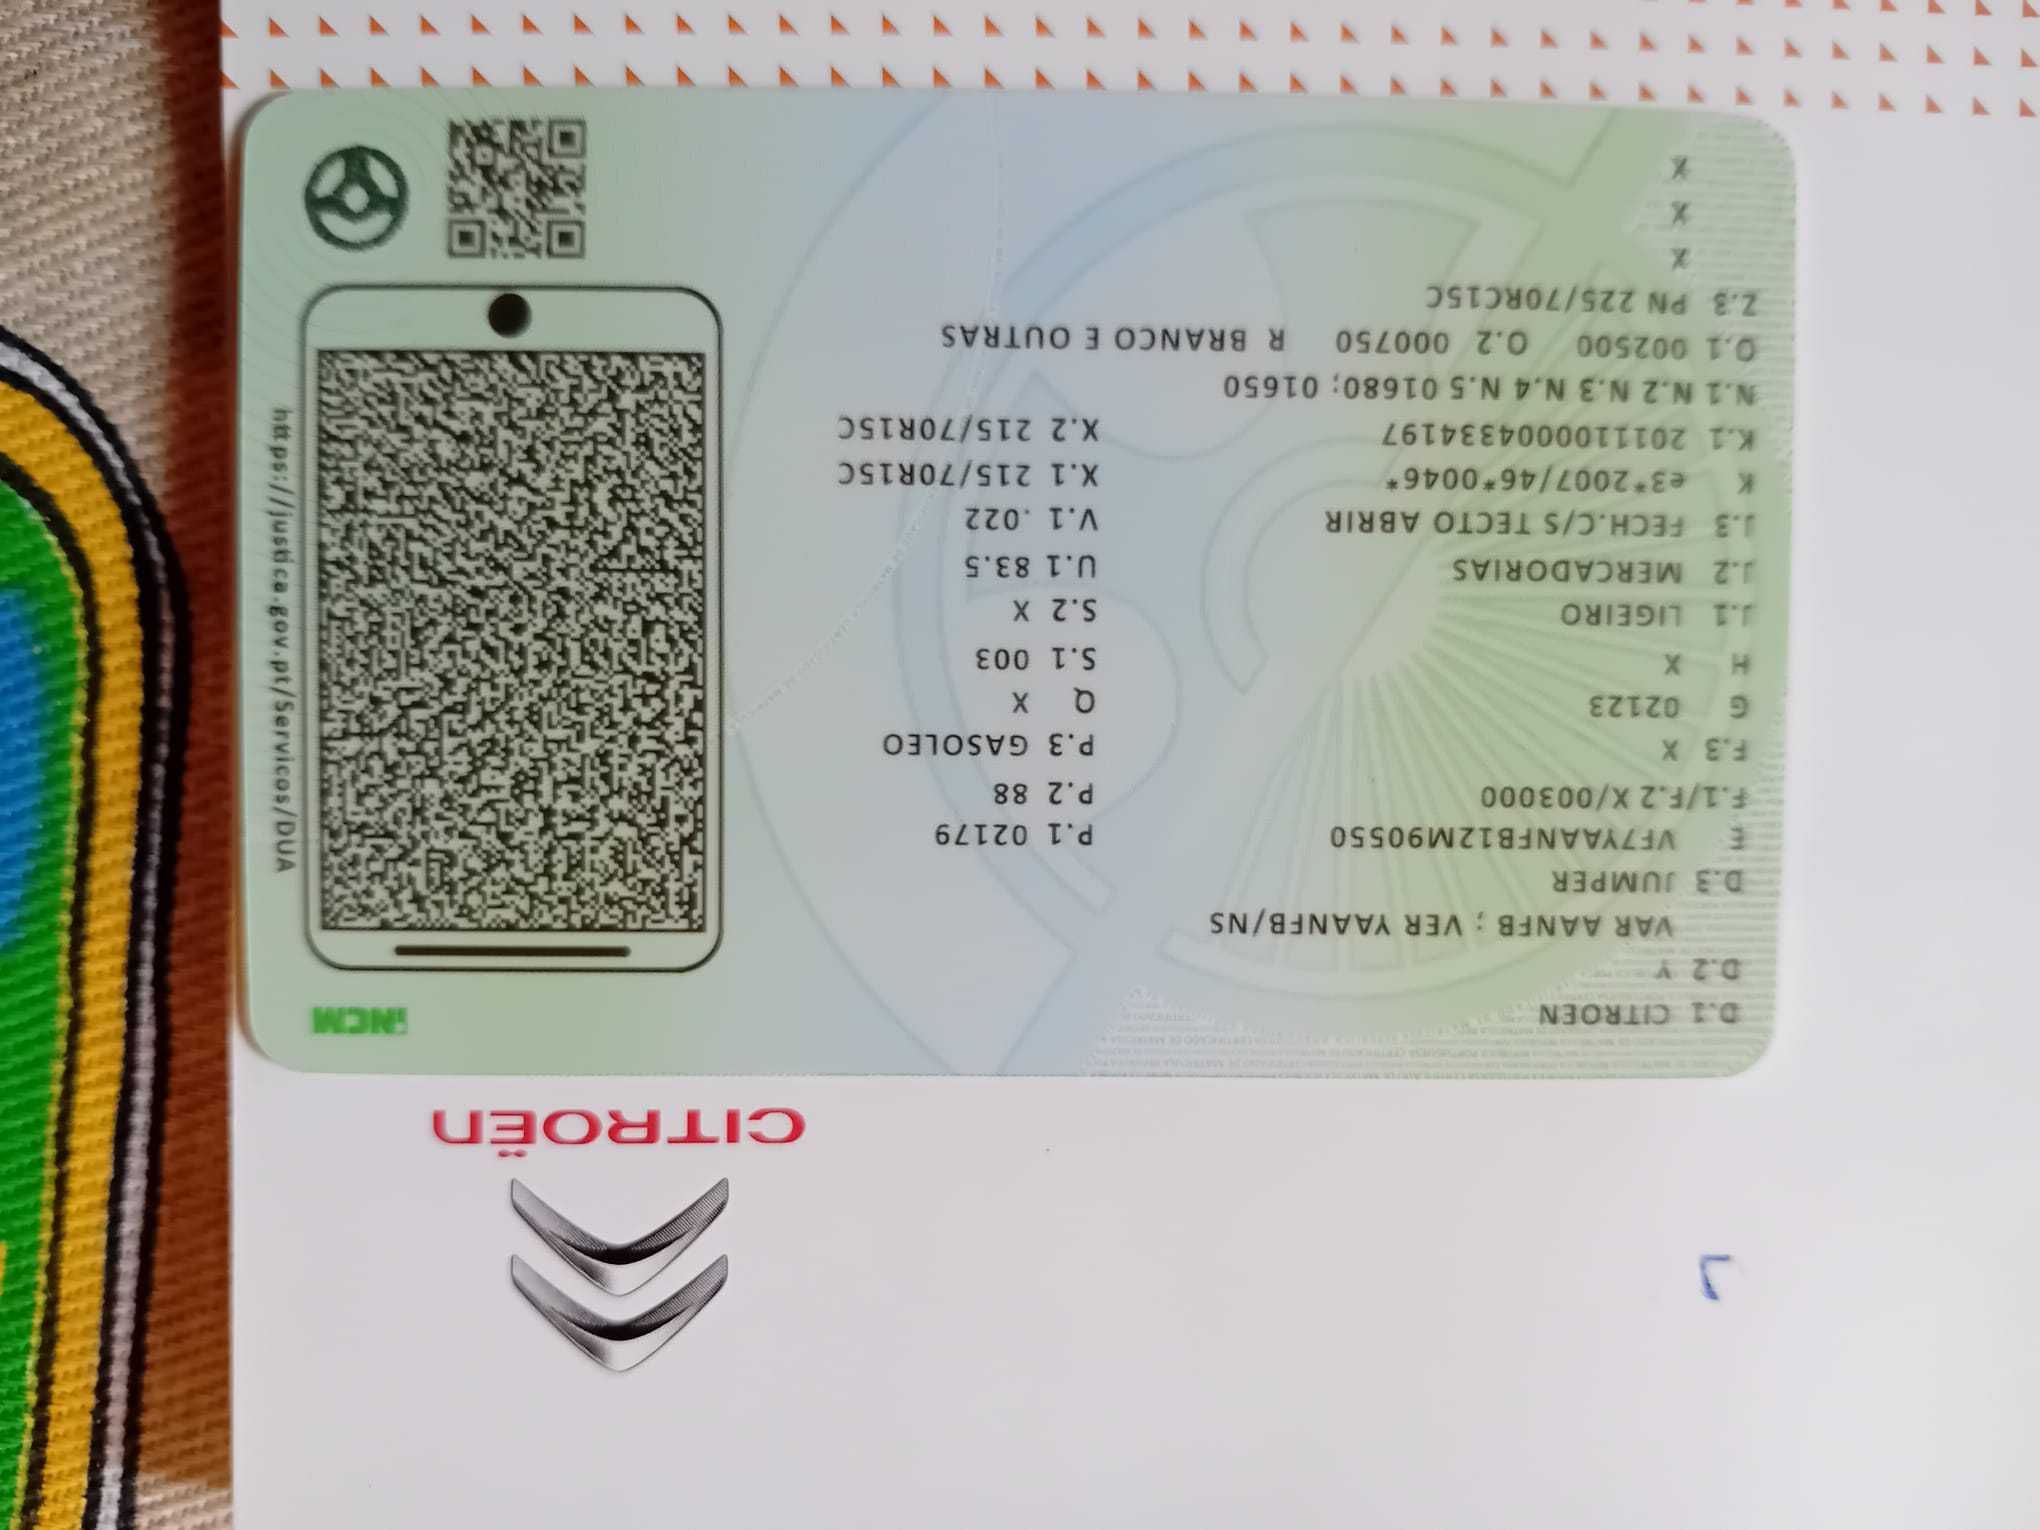 D.1 CITROEN
D.2 Y
VAR AANFB ; VER YAANFB/NS
D.3 JUMPER
E VF7YAANFB12M90550
F.1/F.2 X/003000
F.3 X
G 02123
H X
J.1 LIGEIRO
J.2 MERCADORIAS
J.3 FECH.C/S TECTO ABRIR
K e3*2007/46*0046*
K.1 2011100004334197
N.1 N.2 N.3 N.4 N.5 01680; 01650
O.1 002500 O.2 000750 R BRANCO E OUTRAS
Z.3 PN 225/70RC15C
X
X
X
P.1 02179
P.2 88
P.3 GASOLEO
Q X
S.1 003
S.2 X
U.1 83.5
V.1 .022
X.1 215/70R15C
X.2 215/70R15C
INCM
https://justica.gov.pt/Servicos/DUA
CITROËN